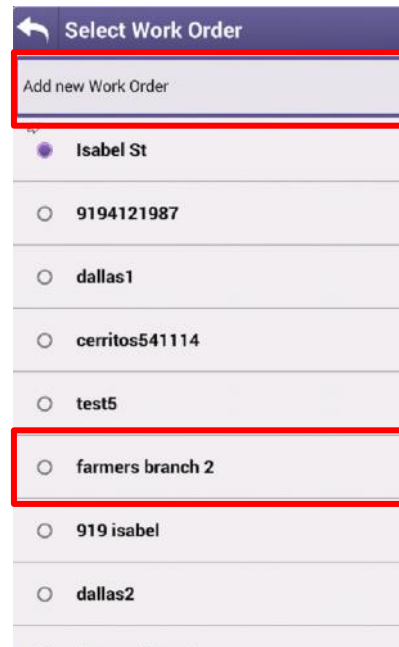 Select Work Order
Add new Work Order
Isabel St
9194121987
dallas1
cerritos541114
test5
farmers branch 2
919 isabel
dallas2